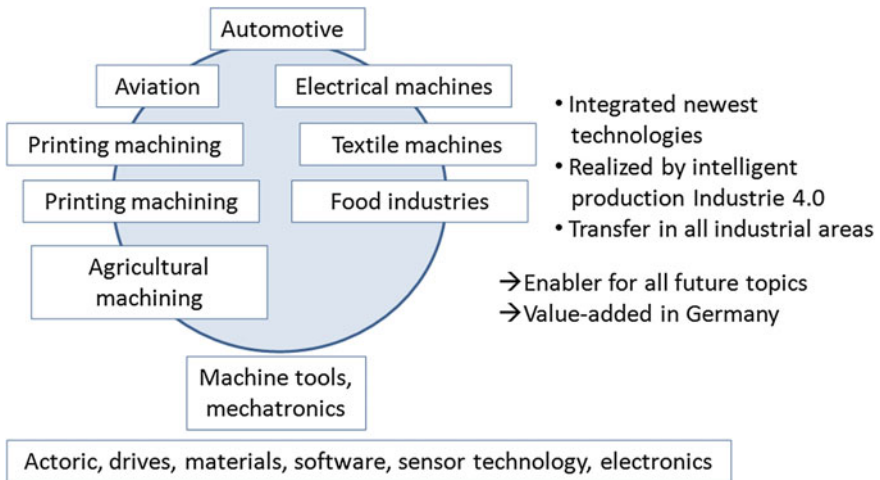 Automotive
Aviation
Electrical machines
Printing machining
Textile machines
Printing machining
Food industries
Agricultural
machining
Machine tools,
mechatronics
Actoric, drives, materials, software, sensor technology, electronics
• Integrated newest
technologies
• Realized by intelligent
production Industrie 4.0
• Transfer in all industrial areas
→Enabler for all future topics
→Value-added in Germany